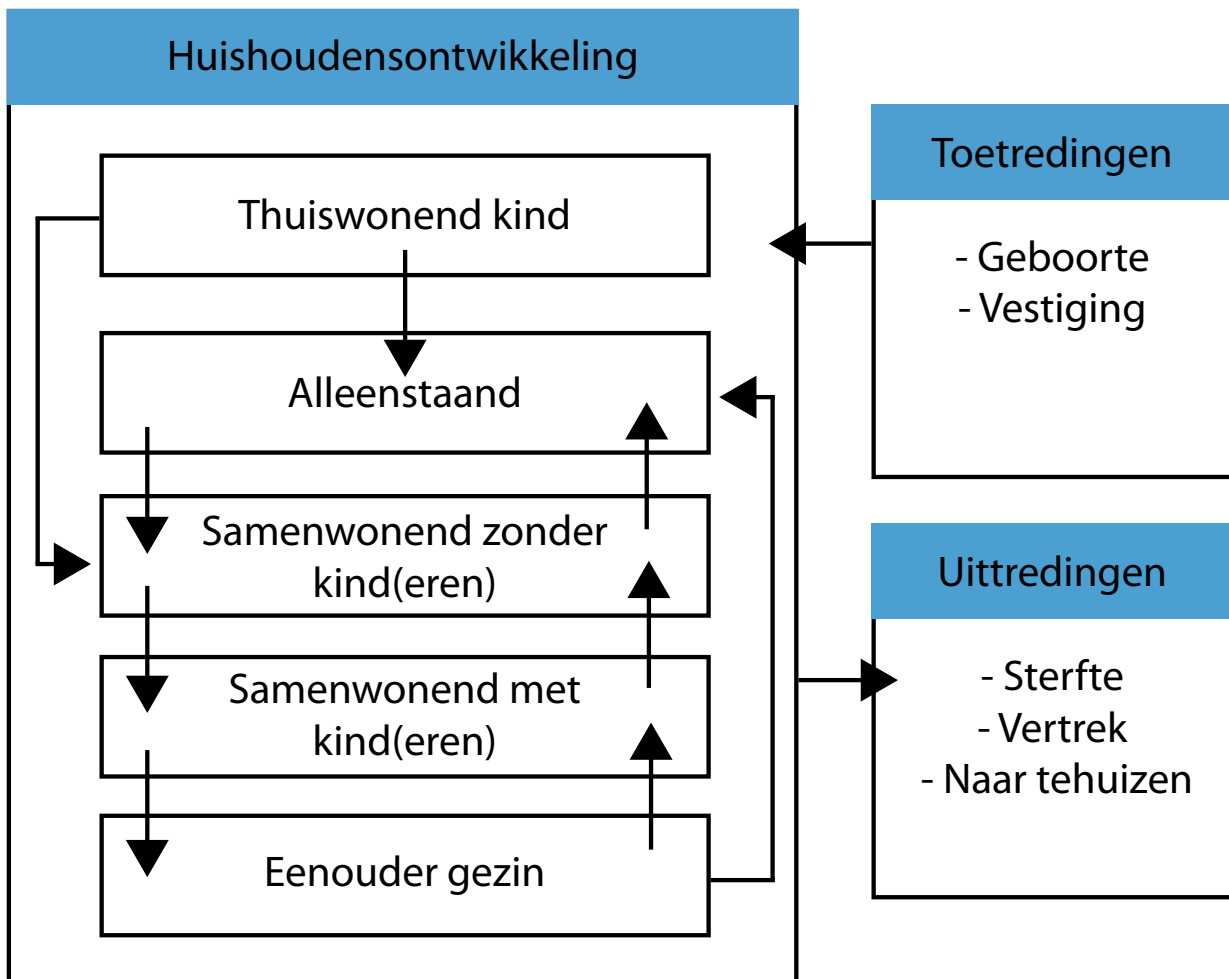 Huishoudensontwikkeling
Thuiswonend kind
Alleenstaand
Samenwonend zonder
kind(eren)
Samenwonend met
kind(eren)
Eenouder gezin
Toetredingen
- Geboorte
- Vestiging
Uittredingen
- Sterfte
- Vertrek
- Naar tehuizen